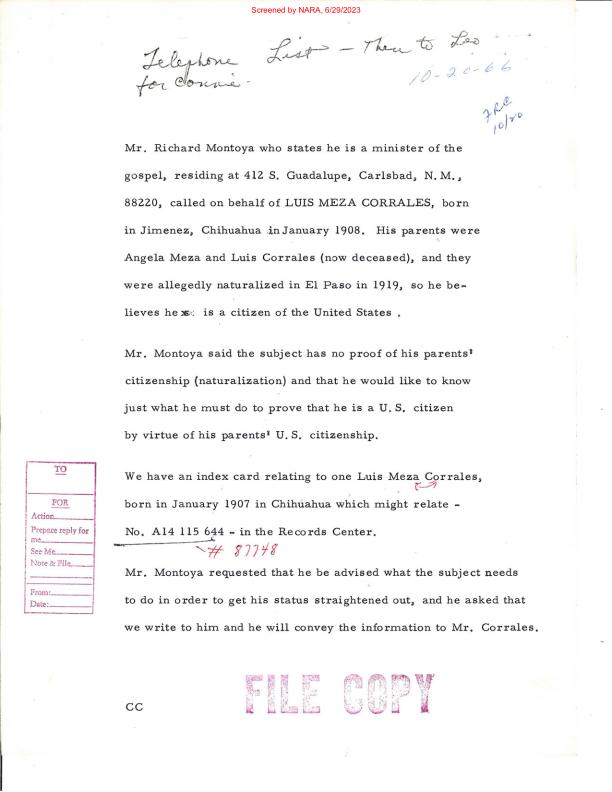 Screened by NARA, 6/29/2023
Telephone List - Then to Leo
for Connie.
10-20-66
FRC
10/20
Mr. Richard Montoya who states he is a minister of the
gospel, residing at 412 S. Guadalupe, Carlsbad, N.M.,
88220, called on behalf of LUIS MEZA CORRALES, born
in Jimenez, Chihuahua in January 1908. His parents were
Angela Meza and Luis Corrales (now deceased), and they
were allegedly naturalized in El Paso in 1919, so he be-
lieves he is a citizen of the United States .
Mr. Montoya said the subject has no proof of his parents'
citizenship (naturalization) and that he would like to know
just what he must do to prove that he is a U.S. citizen
by virtue of his parents' U.S. citizenship.
We have an index card relating to one Luis Meza Corrales,
born in January 1907 in Chihuahua which might relate -
No. A14 115 644 - in the Records Center.
# 87748
Mr. Montoya requested that he be advised what the subject needs
to do in order to get his status straightened out, and he asked that
we write to him and he will convey the information to Mr. Corrales.
TO
FOR
Action
Prepare reply for
me
See Me
Note & File
From:
Date:
CC
FILE COPY